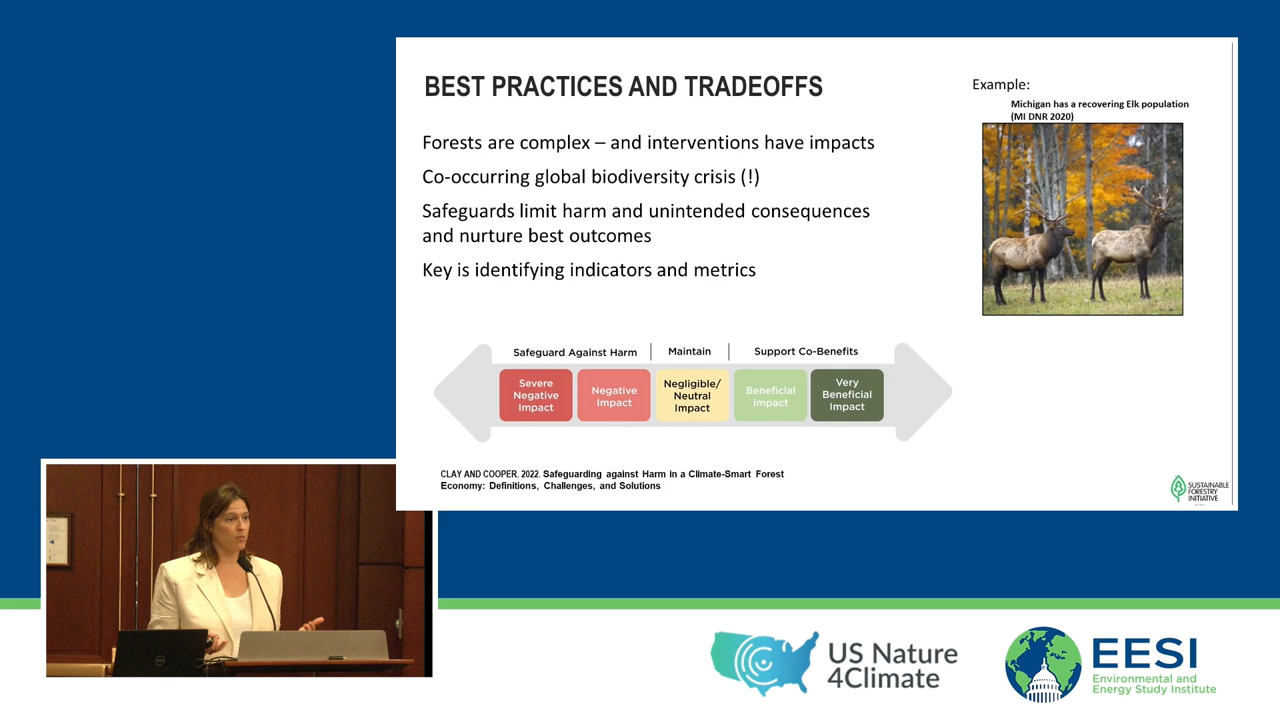 BEST PRACTICES AND TRADEOFFS
Forests are complex – and interventions have impacts
Co-occurring global biodiversity crisis (!)
Safeguards limit harm and unintended consequences
and nurture best outcomes
Key is identifying indicators and metrics
Example:
Michigan has a recovering Elk population
(MI DNR 2020)
Safeguard Against Harm
Maintain
Support Co-Benefits
Severe
Negative
Impact
Negative
Impact
Negligible/
Neutral
Impact
Beneficial
Impact
Very
Beneficial
Impact
CLAY AND COOPER. 2022. Safeguarding against Harm in a Climate-Smart Forest
Economy: Definitions, Challenges, and Solutions
SUSTAINABLE
FORESTRY
INITIATIVE
DELL
US Nature
4Climate
EESI
Environmental and
Energy Study Institute